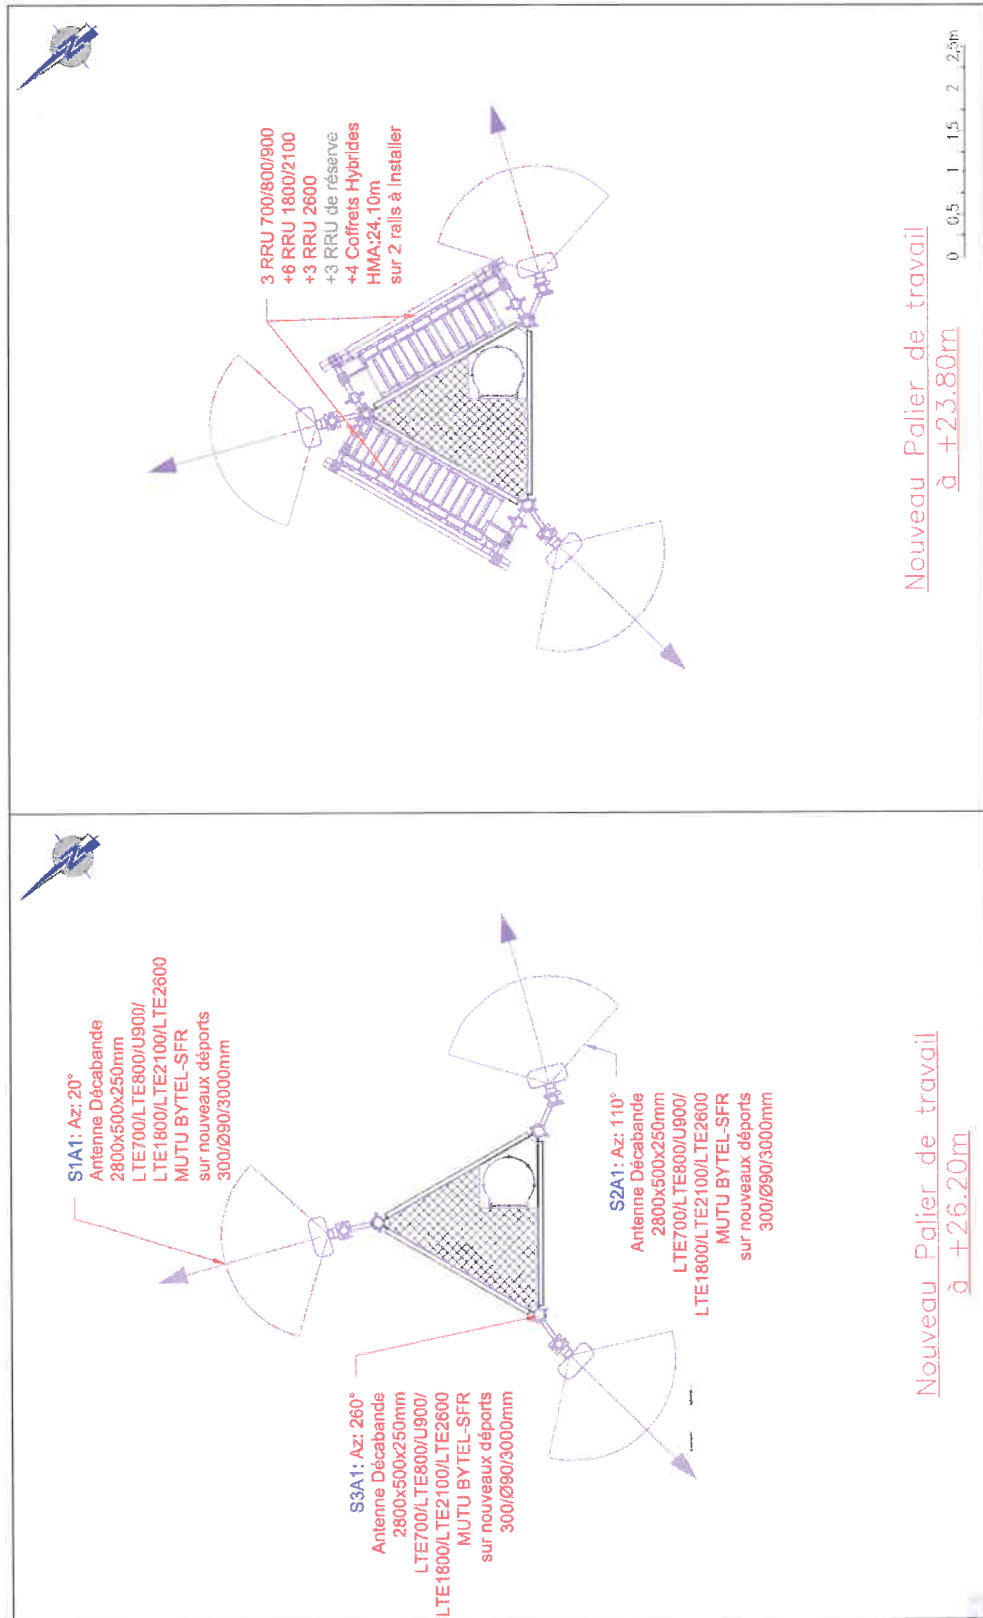 S1A1: Az: 20°
Antenne Décabande
2800x500x250mm
LTE700/LTE800/U900/
LTE1800/LTE2100/LTE2600
MUTU BYTEL-SFR
sur nouveaux déports
300/Ø90/3000mm
S3A1: Az: 260°
Antenne Décabande
2800x500x250mm
LTE700/LTE800/U900/
LTE1800/LTE2100/LTE2600
MUTU BYTEL-SFR
sur nouveaux déports
300/Ø90/3000mm
S2A1: Az: 110°
Antenne Décabande
2800x500x250mm
LTE700/LTE800/U900/
LTE1800/LTE2100/LTE2600
MUTU BYTEL-SFR
sur nouveaux déports
300/Ø90/3000mm
Nouveau Palier de travail
à +26.20m
3 RRU 700/800/900
+6 RRU 1800/2100
+3 RRU 2600
+3 RRU de réserve
+4 Coffrets Hybrides
HMA:24.10m
sur 2 rails à installer
Nouveau Palier de travail
à +23.80m
0 0,5 1 1,5 2 2,5m